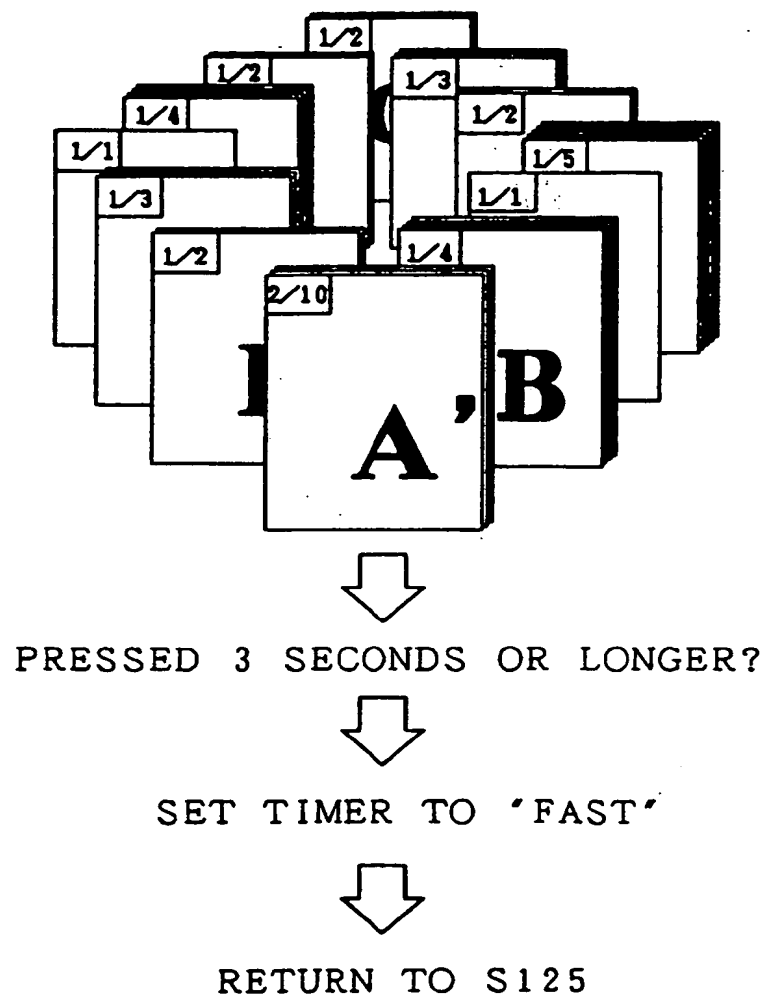 1/2
1/2
1/3
1/4
1/2
1/1
1/5
1/3
1/1
1/2
1/4
2/10
A
'B
PRESSED 3 SECONDS OR LONGER?
SET TIMER TO "FAST"
RETURN TO S125